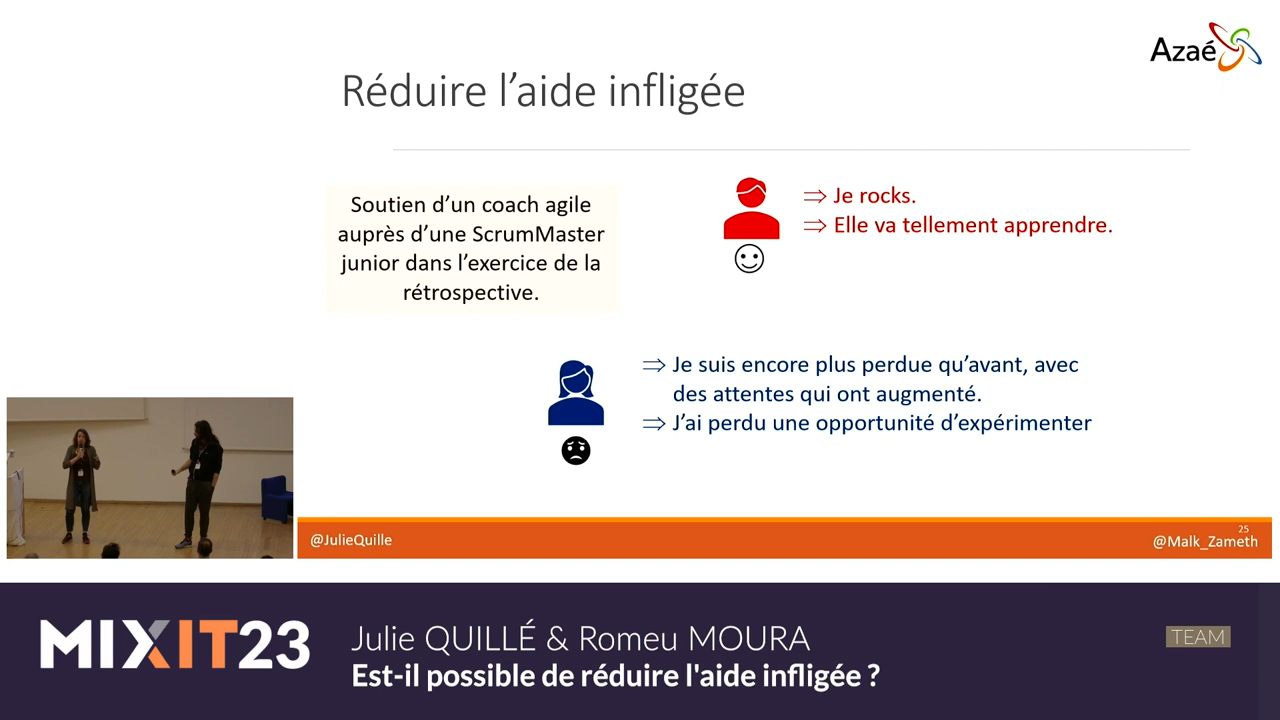 Azaé
Réduire l’aide infligée
Soutien d’un coach agile
auprès d’une ScrumMaster
junior dans l’exercice de la
rétrospective.
⇒ Je rocks.
⇒ Elle va tellement apprendre.
⇒ Je suis encore plus perdue qu’avant, avec
des attentes qui ont augmenté.
⇒ J’ai perdu une opportunité d’expérimenter
25
@JulieQuille
@Malk_Zameth
MIXIT23
Julie QUILLÉ & Romeu MOURA
TEAM
Est-il possible de réduire l'aide infligée ?